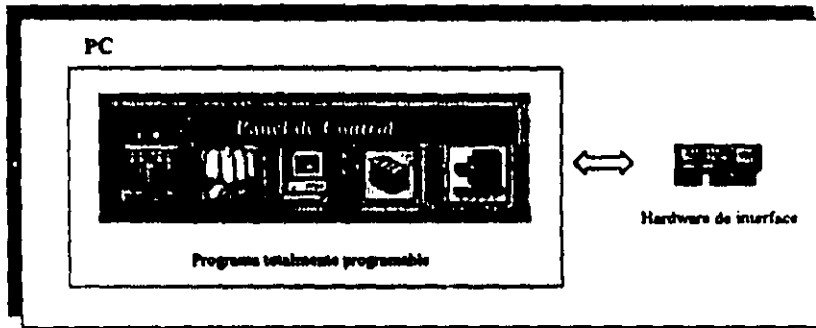 PC
Panel de Control
Hardware de interface
Programa totalmente programable